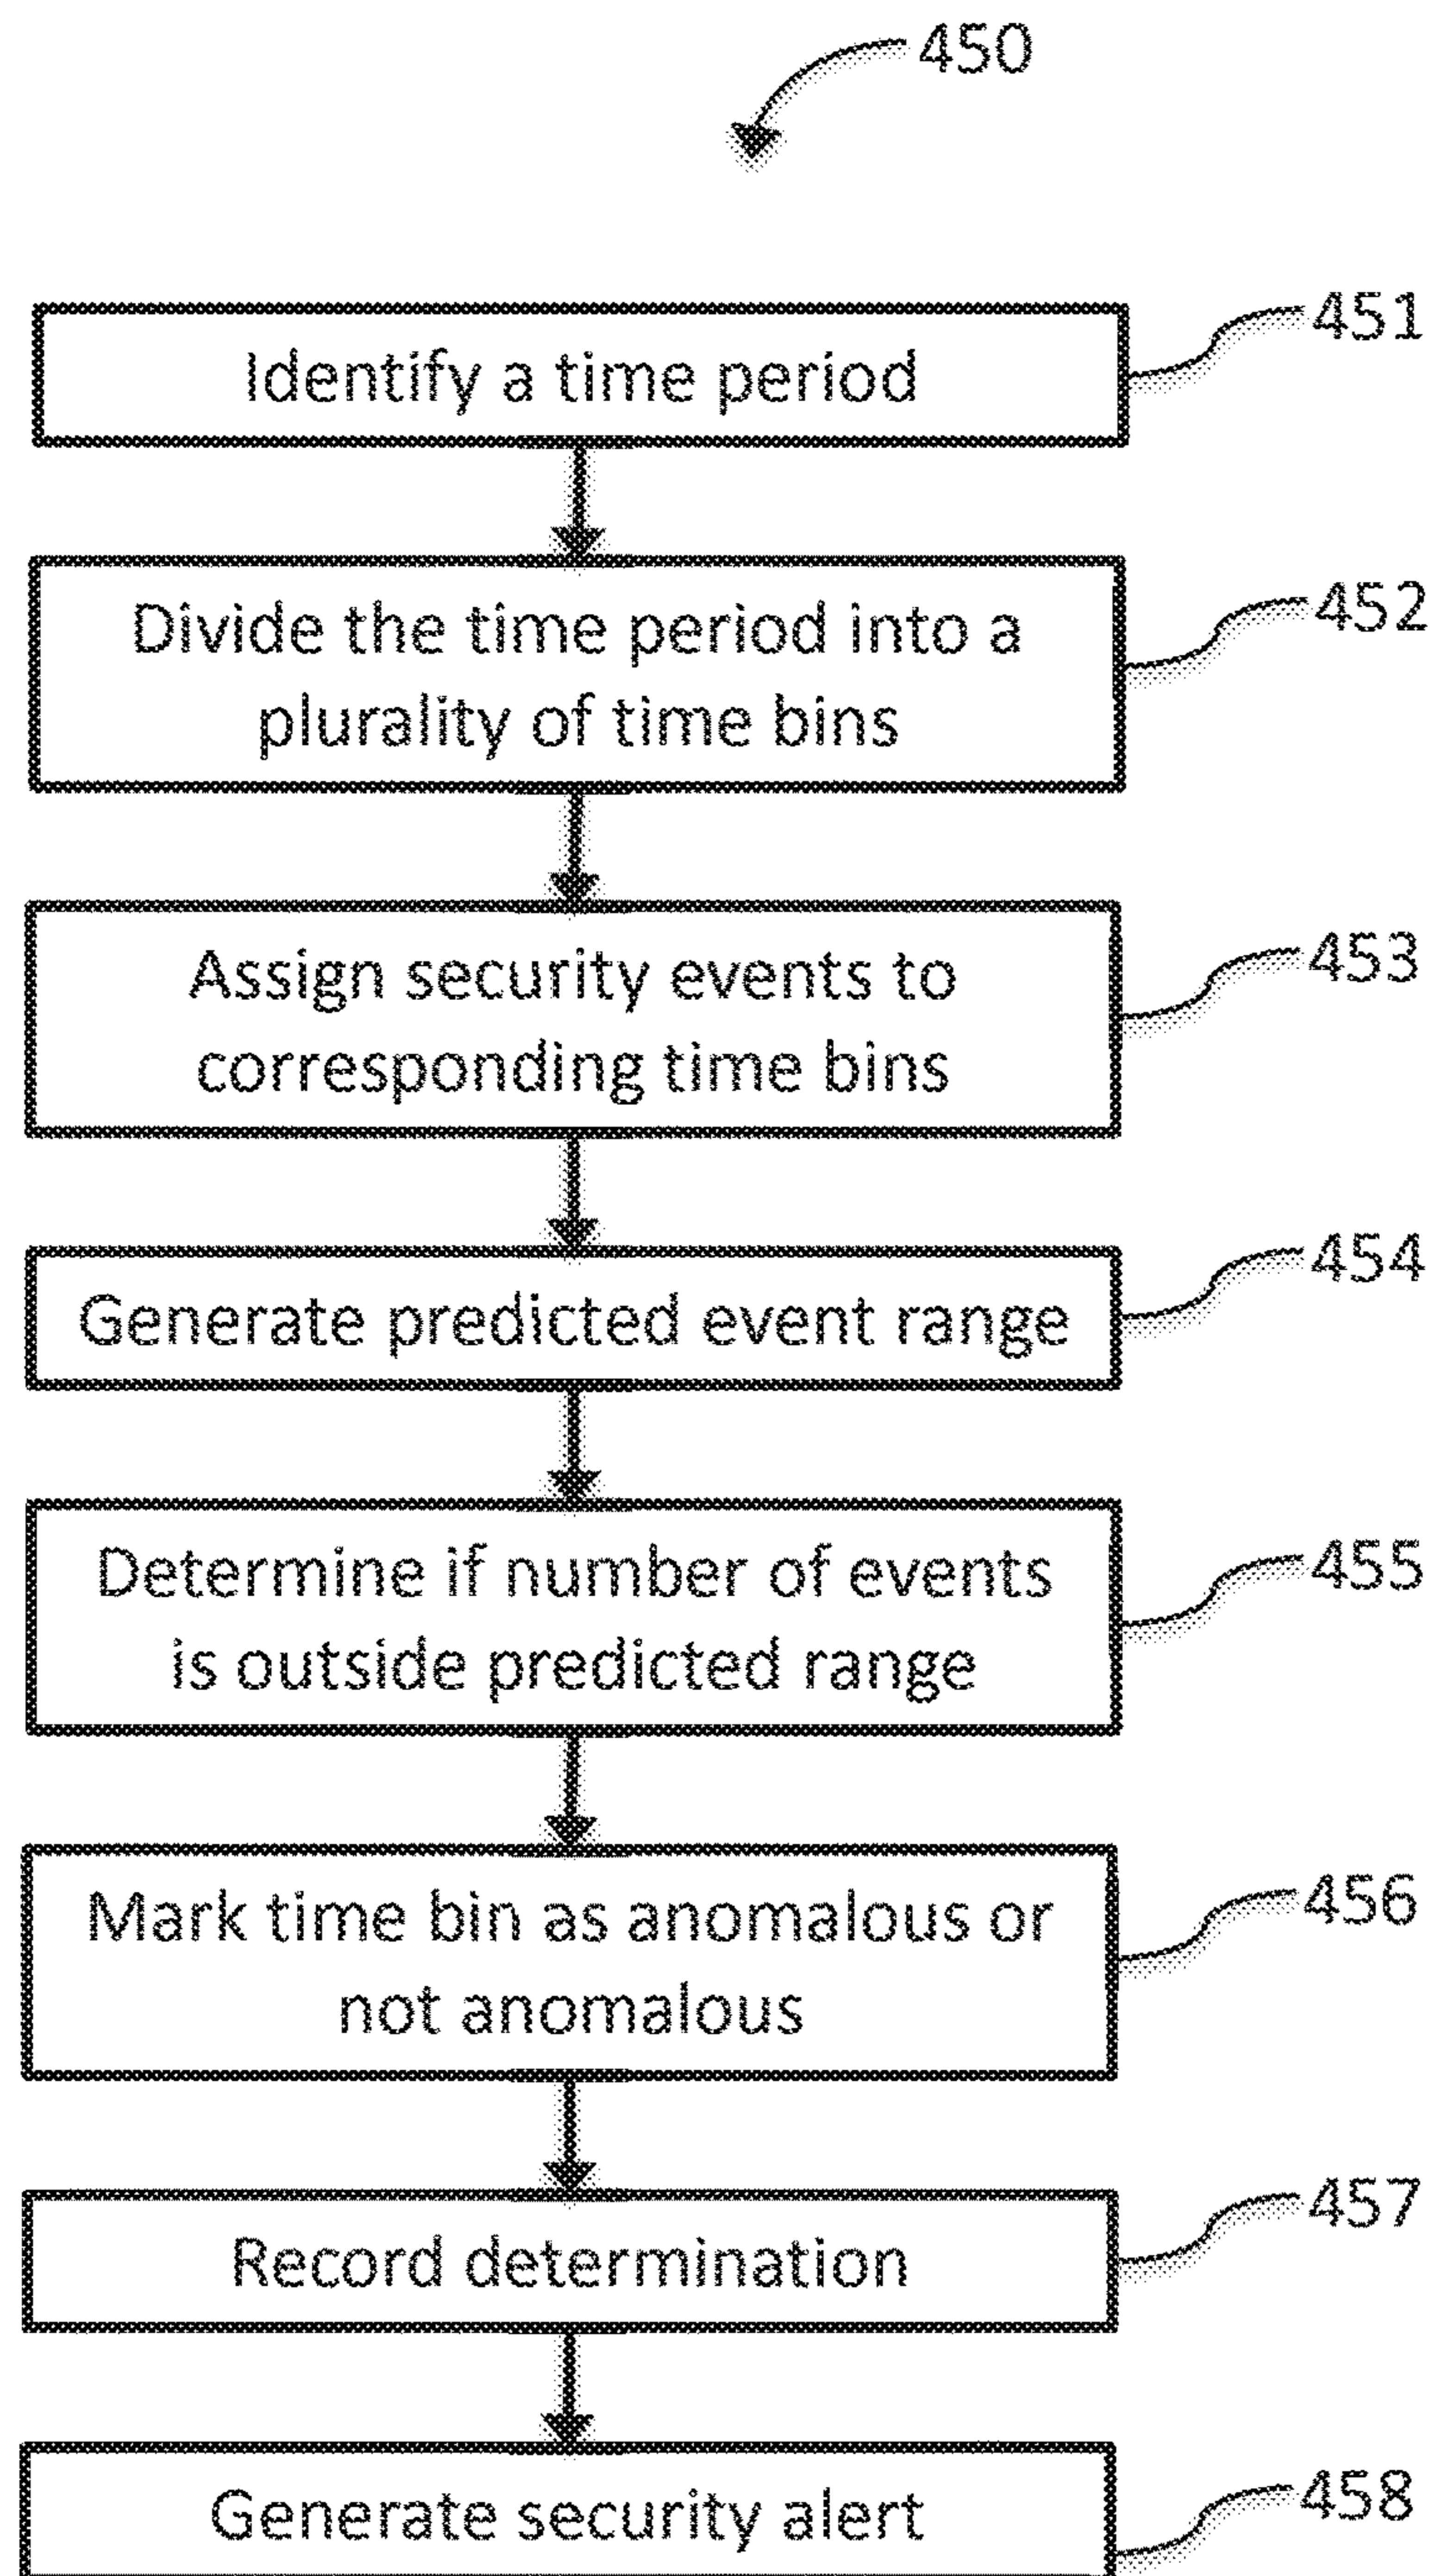 450
Identify a time period
451
Divide the time period into a
plurality of time bins
452
Assign security events to
corresponding time bins
453
Generate predicted event range
454
Determine if number of events
is outside predicted range
455
Mark time bin as anomalous or
not anomalous
456
Record determination
457
Generate security alert
458